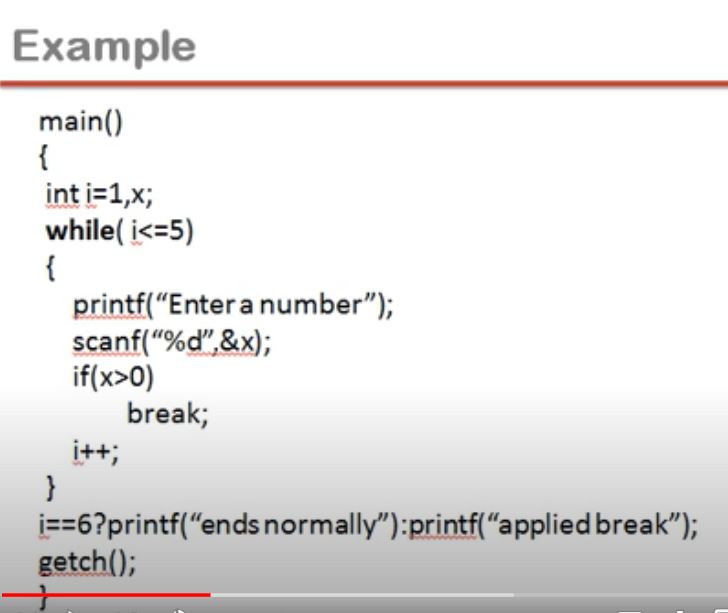 Example
main()
{
int i=1,x;
while( i<=5)
{
printf(“Enter a number”);
scanf(“%d”,&x);
if(x>0)
break;
i++;
}
i==6?printf(“ends normally”):printf(“applied break”);
getch();
}